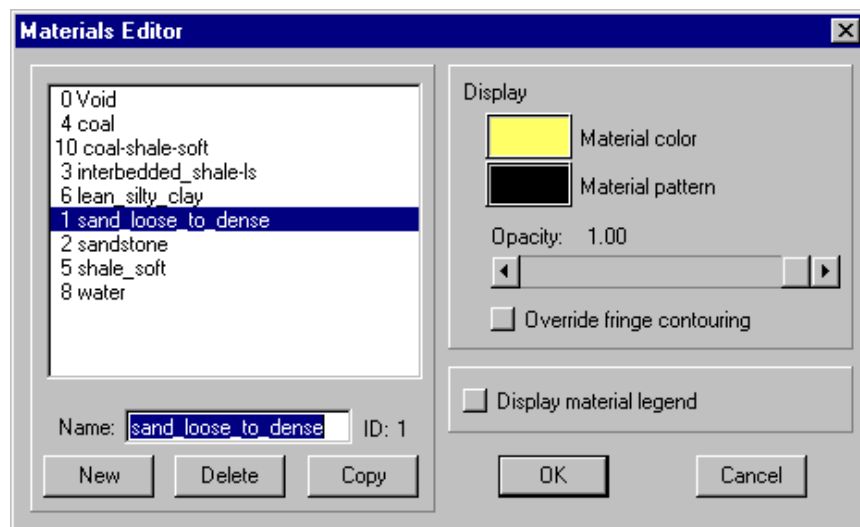 Materials Editor
0 Void
4 coal
10 coal-shale-soft
3 interbedded_shale-ls
6 lean_silty_clay
1 sand_loose_to_dense
2 sandstone
5 shale_soft
8 water
Name: sand_loose_to_dense ID: 1
New Delete Copy
Display
Material color
Material pattern
Opacity: 1.00
Override fringe contouring
Display material legend
OK Cancel